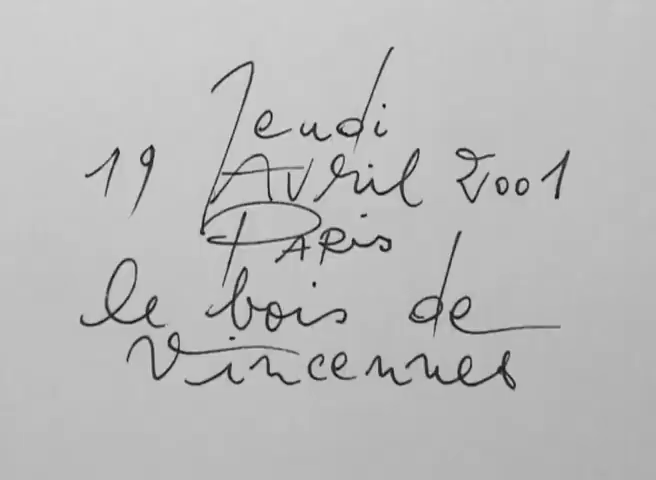 Jeudi
19 Avril 2001
Paris
le bois de
Vincennes